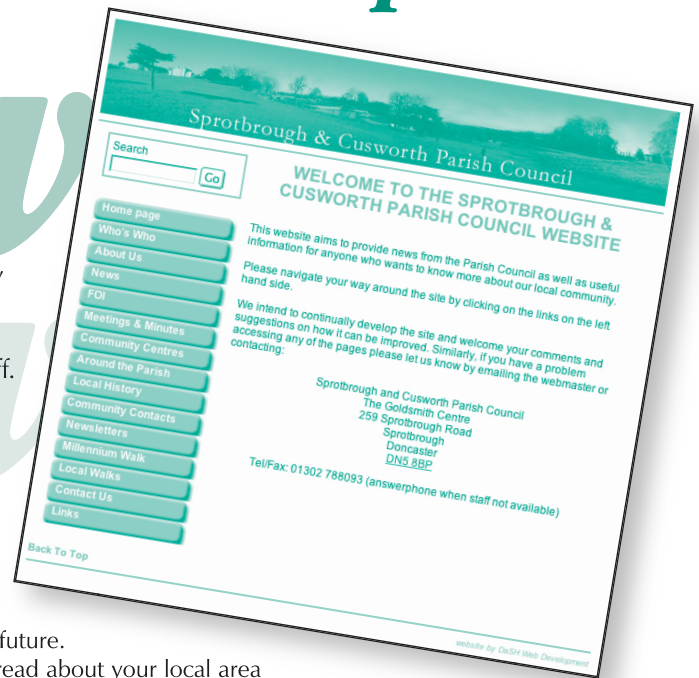 Sprotbrough & Cusworth Parish Council
Search
Go
WELCOME TO THE SPROTBROUGH &
CUSWORTH PARISH COUNCIL WEBSITE
Home page
Who's Who
About Us
News
FOI
Meetings & Minutes
Community Centres
Around the Parish
Local History
Community Contacts
Newsletters
Millennium Walk
Local Walks
Contact Us
Links
This website aims to provide news from the Parish Council as well as useful
information for anyone who wants to know more about our local community.
Please navigate your way around the site by clicking on the links on the left
hand side.
We intend to continually develop the site and welcome your comments and
suggestions on how it can be improved. Similarly, if you have a problem
accessing any of the pages please let us know by emailing the webmaster or
contacting:
Sprotbrough and Cusworth Parish Council
The Goldsmith Centre
259 Sprotbrough Road
Sprotbrough
Doncaster
DN5 8BP
Tel/Fax: 01302 788093 (answerphone when staff not available)
Back To Top
website by DaSH Web Development
future.
read about your local area